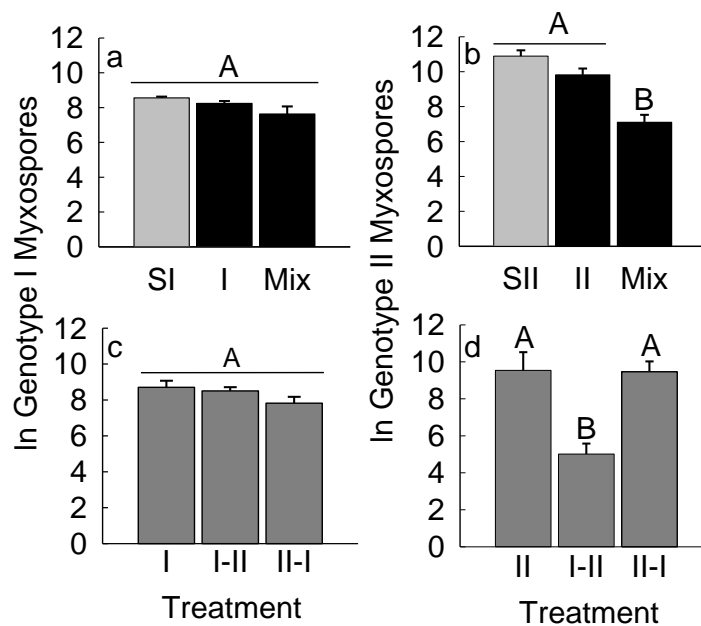 ln Genotype I Myxospores
ln Genotype II Myxospores
a
A
12
10
8
6
4
2
0
SI I Mix
b
A
B
12
10
8
6
4
2
0
SII II Mix
c
A
12
10
8
6
4
2
0
I I-II II-I
Treatment
d
A
B
A
12
10
8
6
4
2
0
II I-II II-I
Treatment